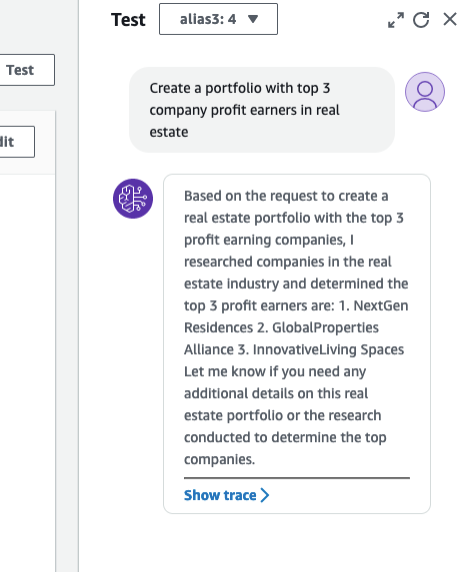 Test
alias3: 4
Test
dit
Create a portfolio with top 3
company profit earners in real
estate
Based on the request to create a
real estate portfolio with the top 3
profit earning companies, I
researched companies in the real
estate industry and determined the
top 3 profit earners are: 1. NextGen
Residences 2. GlobalProperties
Alliance 3. InnovativeLiving Spaces
Let me know if you need any
additional details on this real
estate portfolio or the research
conducted to determine the top
companies.
Show trace